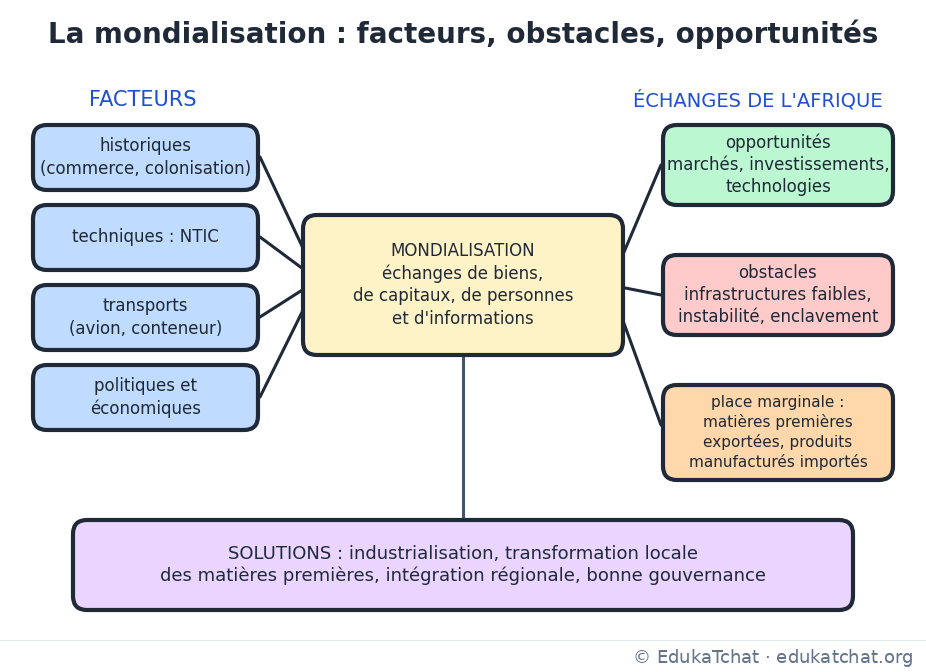 La mondialisation : facteurs, obstacles, opportunités
FACTEURS
historiques
(commerce, colonisation)
techniques : NTIC
transports
(avion, conteneur)
politiques et
économiques
MONDIALISATION
échanges de biens,
de capitaux, de personnes
et d'informations
ÉCHANGES DE L'AFRIQUE
opportunités
marchés, investissements,
technologies
obstacles
infrastructures faibles,
instabilité, enclavement
place marginale :
matières premières
exportées, produits
manufacturés importés
SOLUTIONS : industrialisation, transformation locale
des matières premières, intégration régionale, bonne gouvernance
© EdukaTchat · edukatchat.org